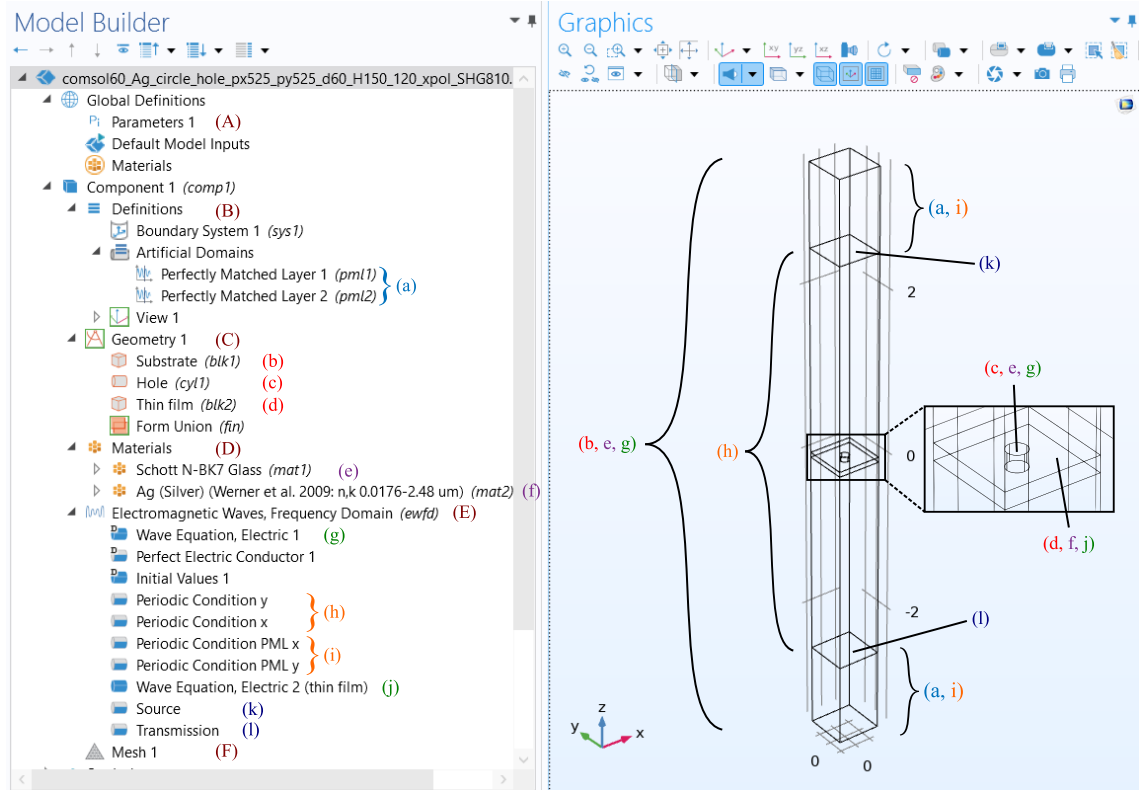 Model Builder
comsol60_Ag_circle_hole_px525_py525_d60_H150_120_xpol_SHG810.
Global Definitions
Pi Parameters 1 (A)
Default Model Inputs
Materials
Component 1 (comp1)
Definitions (B)
Boundary System 1 (sys1)
Artificial Domains
Perfectly Matched Layer 1 (pml1)
(a)
Perfectly Matched Layer 2 (pml2)
View 1
Geometry 1 (C)
Substrate (blk1) (b)
Hole (cyl1) (c)
Thin film (blk2) (d)
Form Union (fin)
Materials (D)
Schott N-BK7 Glass (mat1) (e)
Ag (Silver) (Werner et al. 2009: n,k 0.0176-2.48 um) (mat2) (f)
Electromagnetic Waves, Frequency Domain (ewfd) (E)
D Wave Equation, Electric 1 (g)
D Perfect Electric Conductor 1
D Initial Values 1
Periodic Condition y
(h)
Periodic Condition x
Periodic Condition PML x
(i)
Periodic Condition PML y
Wave Equation, Electric 2 (thin film) (j)
Source (k)
Transmission (l)
Mesh 1 (F)
Graphics
xy yz xz
(a, i)
(k)
2
(c, e, g)
(b, e, g)
(h)
0
(d, f, j)
-2
(l)
(a, i)
z
y
x
0
0